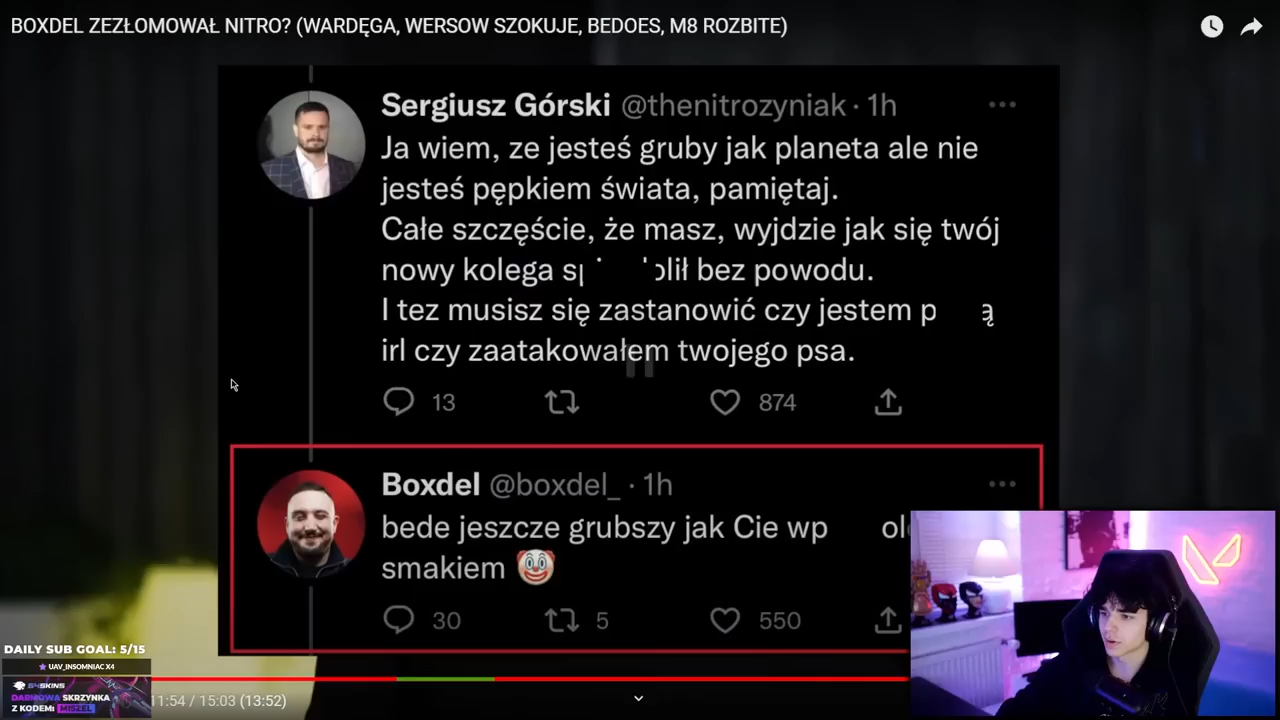 BOXDEL ZEZŁOMOWAŁ NITRO? (WARDĘGA, WERSOW SZOKUJE, BEDOES, M8 ROZBITE)
Sergiusz Górski @thenitrozyniak · 1h
Ja wiem, ze jesteś gruby jak planeta ale nie
jesteś pępkiem świata, pamiętaj.
Całe szczęście, że masz, wyjdzie jak się twój
nowy kolega bez powodu.
I tez musisz się zastanowić czy jestem
irl czy zaatakowałem twojego psa.
13 874
Boxdel @boxdel_ · 1h
bede jeszcze grubszy jak Cie
smakiem 🤡
30 5 550
DAILY SUB GOAL: 5/15
UAV_INSOMNIAC X4
G4SKINS
DARMOWA SKRZYNKA
Z KODEM: MISZEL
11:54 / 15:03 (13:52)